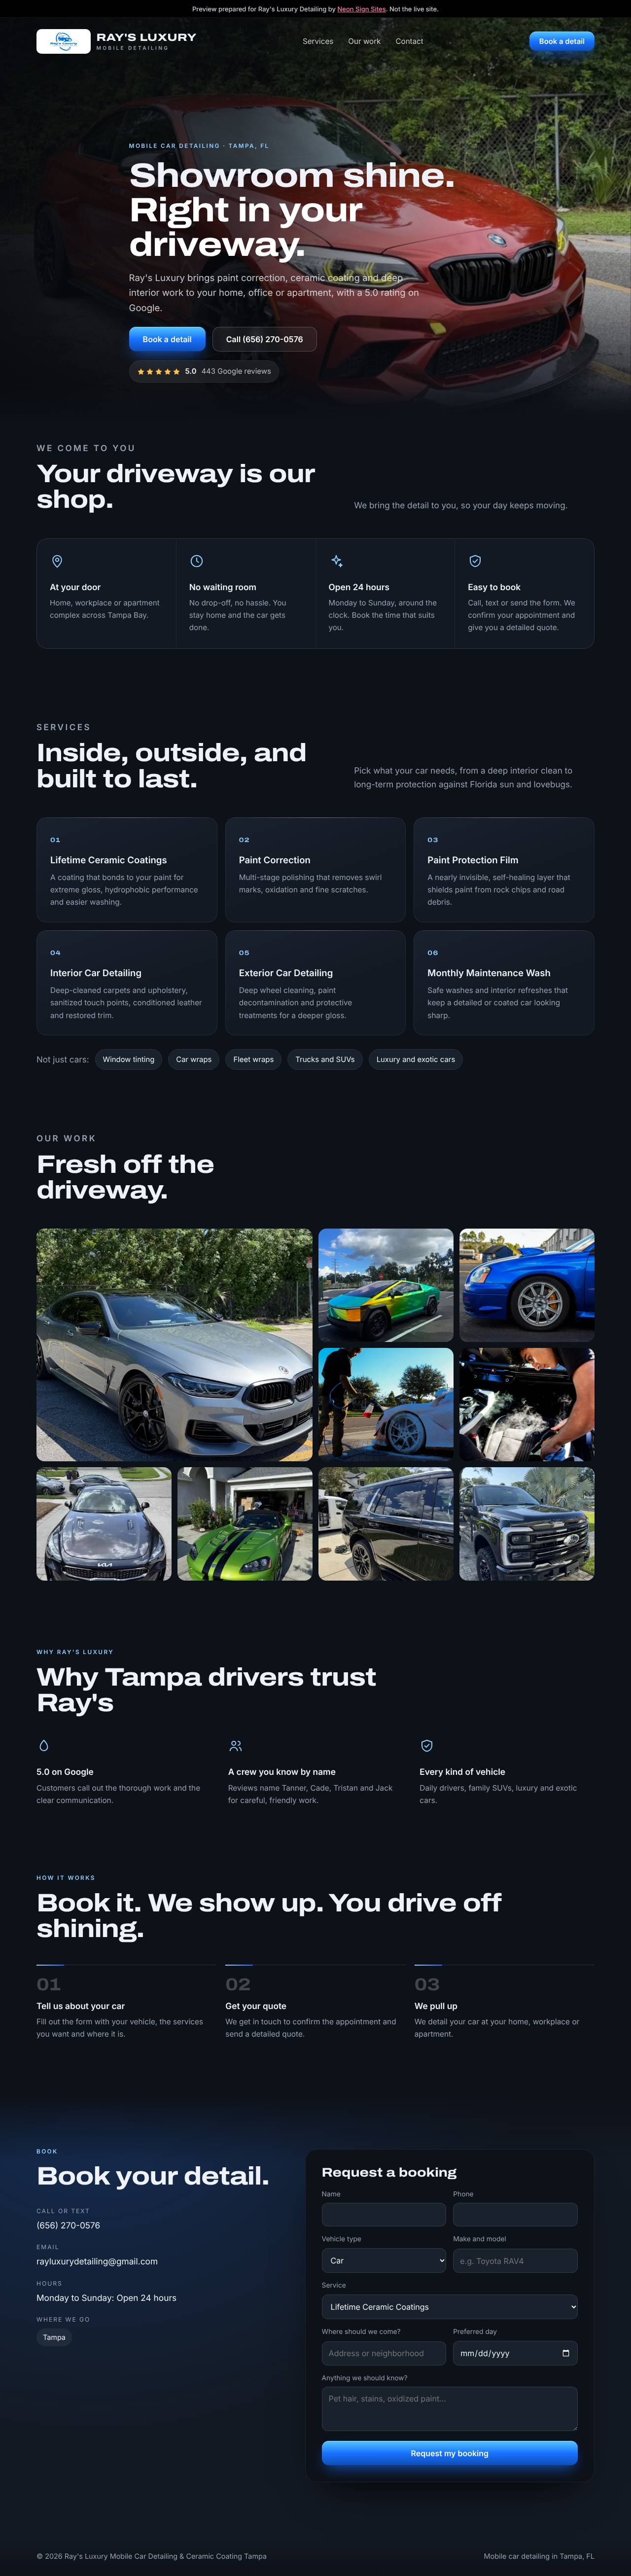 Preview prepared for Ray's Luxury Detailing by Neon Sign Sites. Not the live site.
RAY'S LUXURY
MOBILE DETAILING
Services
Our work
Contact
Book a detail
MOBILE CAR DETAILING · TAMPA, FL
Showroom shine.
Right in your
driveway.
Ray's Luxury brings paint correction, ceramic coating and deep
interior work to your home, office or apartment, with a 5.0 rating on
Google.
Book a detail
Call (656) 270-0576
★★★★★ 5.0 443 Google reviews
WE COME TO YOU
Your driveway is our
shop.
We bring the detail to you, so your day keeps moving.
At your door
Home, workplace or apartment
complex across Tampa Bay.
No waiting room
No drop-off, no hassle. You
stay home and the car gets
done.
Open 24 hours
Monday to Sunday, around the
clock. Book the time that suits
you.
Easy to book
Call, text or send the form. We
confirm your appointment and
give you a detailed quote.
SERVICES
Inside, outside, and
built to last.
Pick what your car needs, from a deep interior clean to
long-term protection against Florida sun and lovebugs.
01
Lifetime Ceramic Coatings
A coating that bonds to your paint for
extreme gloss, hydrophobic performance
and easier washing.
02
Paint Correction
Multi-stage polishing that removes swirl
marks, oxidation and fine scratches.
03
Paint Protection Film
A nearly invisible, self-healing layer that
shields paint from rock chips and road
debris.
04
Interior Car Detailing
Deep-cleaned carpets and upholstery,
sanitized touch points, conditioned leather
and restored trim.
05
Exterior Car Detailing
Deep wheel cleaning, paint
decontamination and protective
treatments for a deeper gloss.
06
Monthly Maintenance Wash
Safe washes and interior refreshes that
keep a detailed or coated car looking
sharp.
Not just cars:
Window tinting
Car wraps
Fleet wraps
Trucks and SUVs
Luxury and exotic cars
OUR WORK
Fresh off the
driveway.
KIA
WHY RAY'S LUXURY
Why Tampa drivers trust
Ray's
5.0 on Google
Customers call out the thorough work and the
clear communication.
A crew you know by name
Reviews name Tanner, Cade, Tristan and Jack
for careful, friendly work.
Every kind of vehicle
Daily drivers, family SUVs, luxury and exotic
cars.
HOW IT WORKS
Book it. We show up. You drive off
shining.
01
Tell us about your car
Fill out the form with your vehicle, the services
you want and where it is.
02
Get your quote
We get in touch to confirm the appointment and
send a detailed quote.
03
We pull up
We detail your car at your home, workplace or
apartment.
BOOK
Book your detail.
CALL OR TEXT
(656) 270-0576
EMAIL
rayluxurydetailing@gmail.com
HOURS
Monday to Sunday: Open 24 hours
WHERE WE GO
Tampa
Request a booking
Name
Phone
Vehicle type
Car
Make and model
e.g. Toyota RAV4
Service
Lifetime Ceramic Coatings
Where should we come?
Address or neighborhood
Preferred day
mm/dd/yyyy
Anything we should know?
Pet hair, stains, oxidized paint...
Request my booking
© 2026 Ray's Luxury Mobile Car Detailing & Ceramic Coating Tampa
Mobile car detailing in Tampa, FL